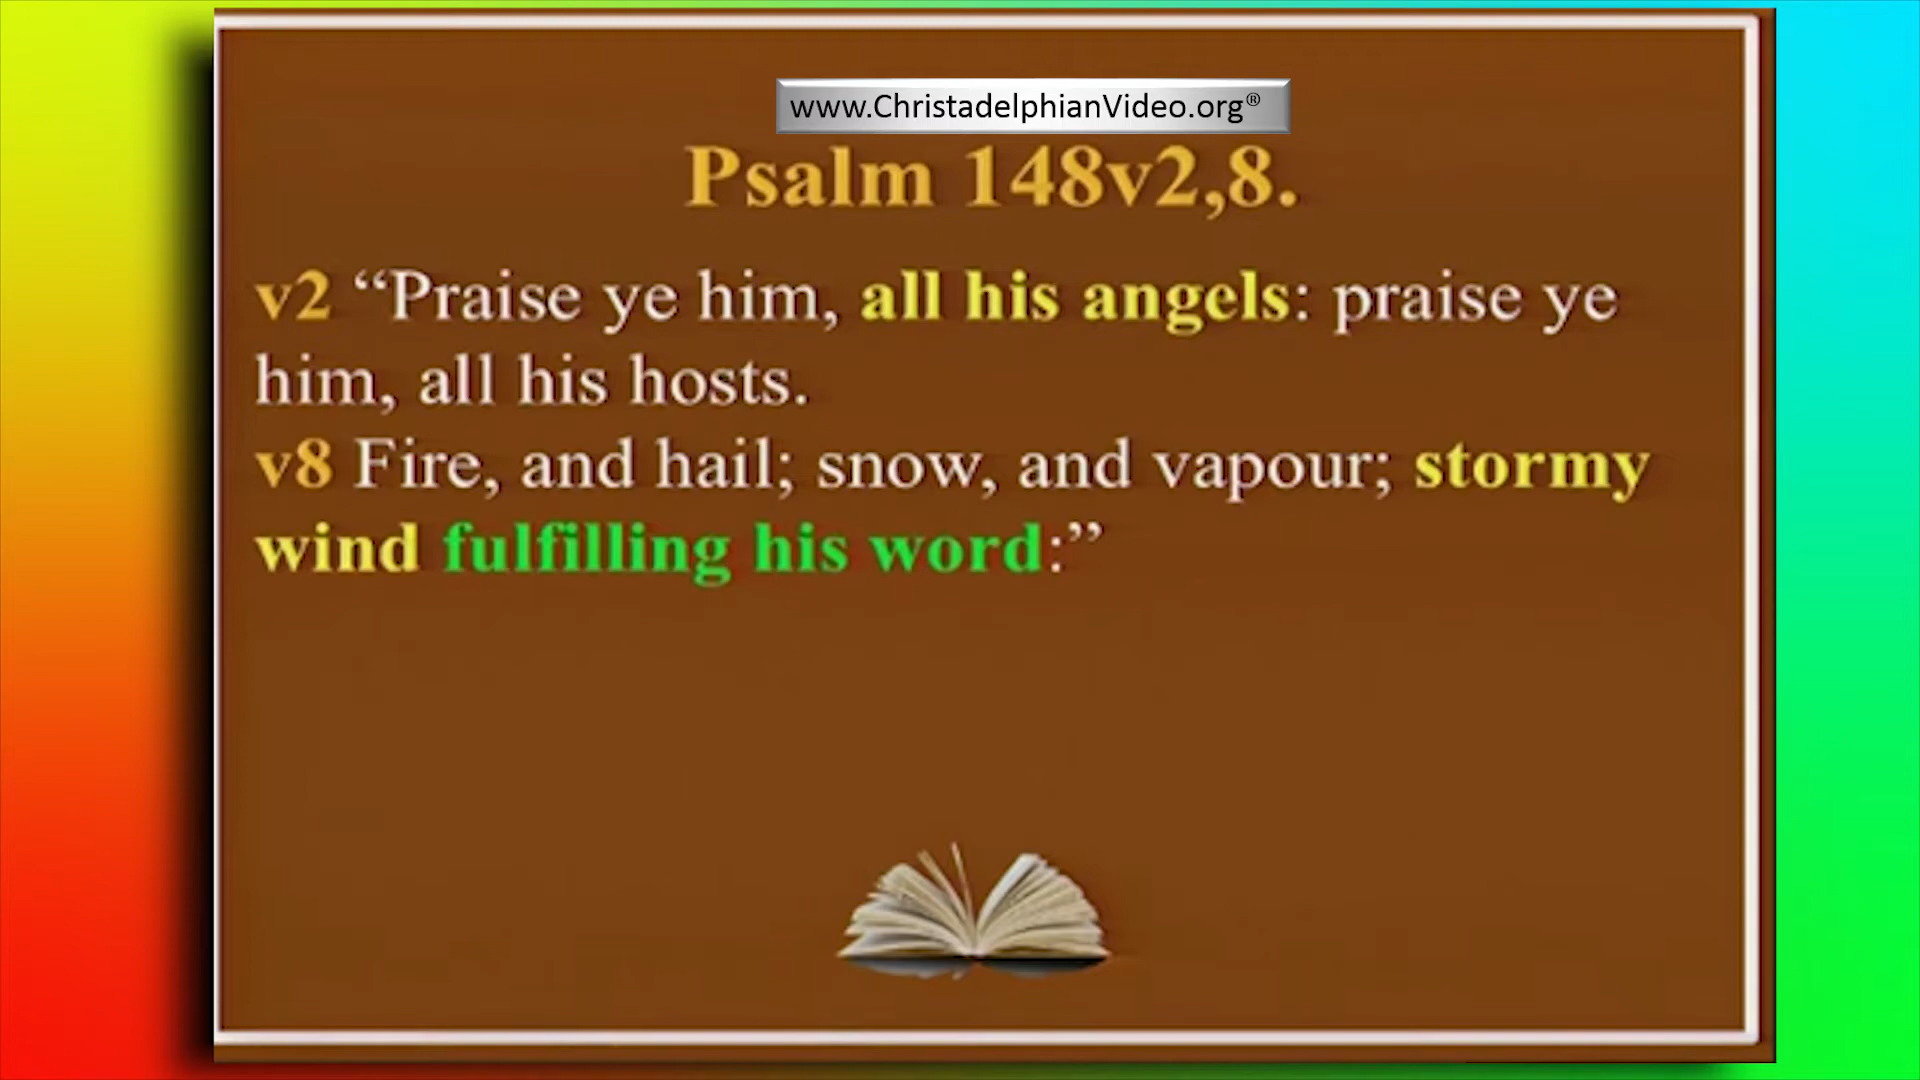 www.ChristadelphianVideo.org®
Psalm 148v2,8.
v2 “Praise ye him, all his angels: praise ye
him, all his hosts.
v8 Fire, and hail; snow, and vapour; stormy
wind fulfilling his word:”